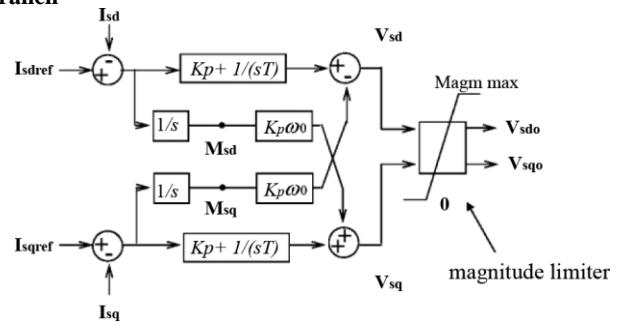 Isd
Vsd
Isdref
Kp+ 1/(sT)
Magm max
1/s
Kpω0
Vsdo
Msd
Vsqo
1/s
Kpω0
Msq
0
Isqref
Kp+ 1/(sT)
magnitude limiter
Vsq
Isq